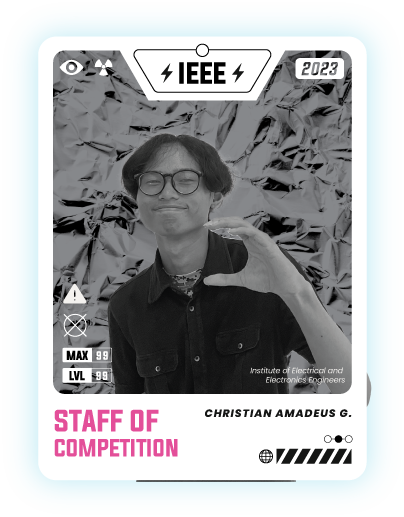 IEEE
2023
MAX 99
LVL 99
Institute of Electrical and
Electronics Engineers
STAFF OF
COMPETITION
CHRISTIAN AMADEUS G.